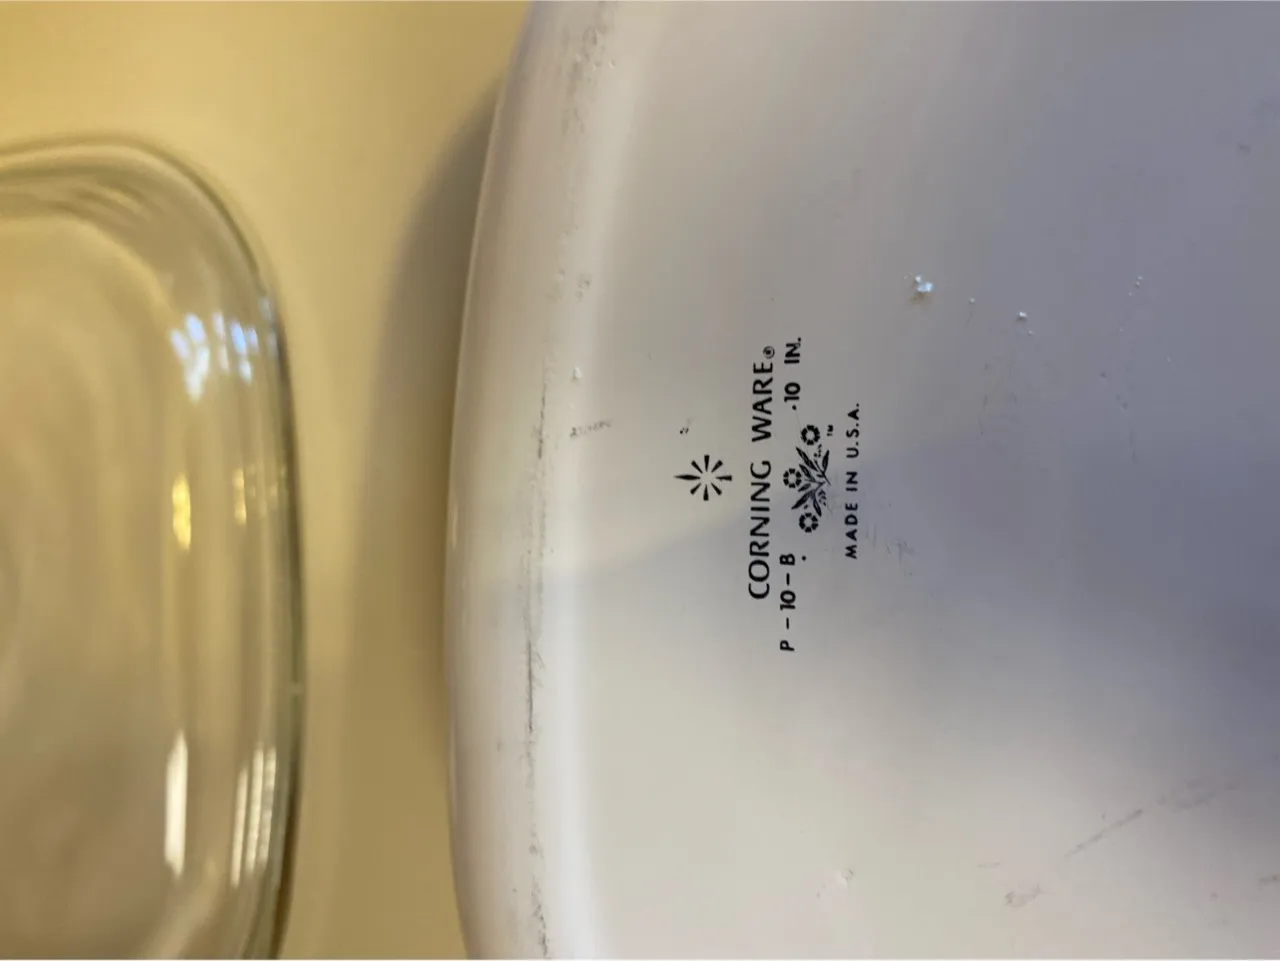 CORNING WARE®
P - 10 - B · 10 IN.
TM
MADE IN U.S.A.